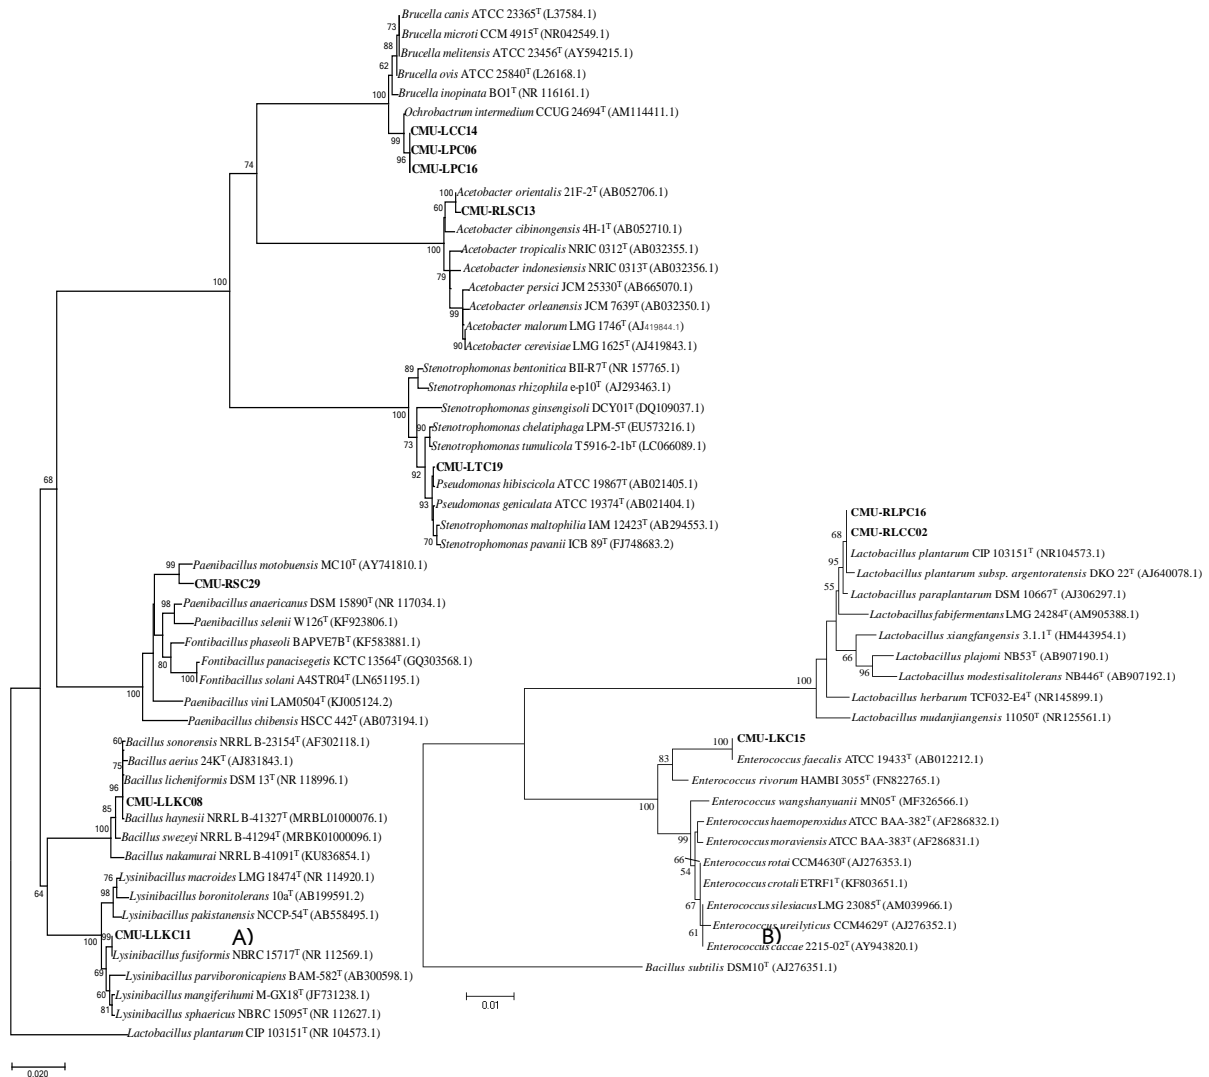 Brucella canis ATCC 23365T (L37584.1)
73
Brucella microti CCM 4915T (NR042549.1)
88
Brucella melitensis ATCC 23456T (AY594215.1)
62
Brucella ovis ATCC 25840T (L26168.1)
100
Brucella inopinata BO1T (NR 116161.1)
Ochrobactrum intermedium CCUG 24694T (AM114411.1)
CMU-LCC14
99
CMU-LPC06
96
CMU-LPC16
74
100 Acetobacter orientalis 21F-2T (AB052706.1)
60
CMU-RLSC13
Acetobacter cibinongensis 4H-1T (AB052710.1)
100
Acetobacter tropicalis NRIC 0312T (AB032355.1)
Acetobacter indonesiensis NRIC 0313T (AB032356.1)
79
100
Acetobacter persici JCM 25330T (AB665070.1)
Acetobacter orleanensis JCM 7639T (AB032350.1)
99
Acetobacter malorum LMG 1746T (AJ419844.1)
90 Acetobacter cerevisiae LMG 1625T (AJ419843.1)
89 Stenotrophomonas bentonitica BII-R7T (NR 157765.1)
Stenotrophomonas rhizophila e-p10T (AJ293463.1)
100
Stenotrophomonas ginsengisoli DCY01T (DQ109037.1)
90 Stenotrophomonas chelatiphaga LPM-5T (EU573216.1)
73
Stenotrophomonas tumulicola T5916-2-1bT (LC066089.1)
CMU-LTC19
92
Pseudomonas hibiscicola ATCC 19867T (AB021405.1)
93
Pseudomonas geniculata ATCC 19374T (AB021404.1)
Stenotrophomonas maltophilia IAM 12423T (AB294553.1)
70 Stenotrophomonas pavanii ICB 89T (FJ748683.2)
68
99 Paenibacillus motobuensis MC10T (AY741810.1)
CMU-RSC29
98 Paenibacillus anaericanus DSM 15890T (NR 117034.1)
Paenibacillus selenii W126T (KF923806.1)
Fontibacillus phaseoli BAPVE7BT (KF583881.1)
80
Fontibacillus panacisegetis KCTC 13564T (GQ303568.1)
100 Fontibacillus solani A4STR04T (LN651195.1)
100
Paenibacillus vini LAM0504T (KJ005124.2)
Paenibacillus chibensis HSCC 442T (AB073194.1)
60 Bacillus sonorensis NRRL B-23154T (AF302118.1)
Bacillus aerius 24KT (AJ831843.1)
75
Bacillus licheniformis DSM 13T (NR 118996.1)
96
CMU-LLKC08
85
Bacillus haynesii NRRL B-41327T (MRBL01000076.1)
100
Bacillus swezeyi NRRL B-41294T (MRBK01000096.1)
Bacillus nakamurai NRRL B-41091T (KU836854.1)
64
76 Lysinibacillus macroides LMG 18474T (NR 114920.1)
98
Lysinibacillus boronitolerans 10aT (AB199591.2)
Lysinibacillus pakistanensis NCCP-54T (AB558495.1)
100
99 CMU-LLKC11
Lysinibacillus fusiformis NBRC15717T (NR 112569.1)
69
Lysinibacillus parviboronicapiens BAM-582T (AB300598.1)
60 Lysinibacillus mangiferihumi M-GX18T (JF731238.1)
81 Lysinibacillus sphaericus NBRC 15095T (NR 112627.1)
Lactobacillus plantarum CIP 103151T (NR 104573.1)
0.020
A)
CMU-RLPC16
68
CMU-RLCC02
Lactobacillus plantarum CIP 103151T (NR104573.1)
95
Lactobacillus plantarum subsp. argentoratensis DKO 22T (AJ640078.1)
55
Lactobacillus paraplantarum DSM 10667T (AJ306297.1)
Lactobacillus fabifermentans LMG 24284T (AM905388.1)
Lactobacillus xiangfangensis 3.1.1T (HM443954.1)
66
Lactobacillus plajomi NB53T (AB907190.1)
96
Lactobacillus modestisalitolerans NB446T (AB907192.1)
100
Lactobacillus herbarum TCF032-E4T (NR145899.1)
Lactobacillus mudanjiangensis 11050T (NR125561.1)
100 CMU-LKC15
83
Enterococcus faecalis ATCC 19433T (AB012212.1)
Enterococcus rivorum HAMBI 3055T (FN822765.1)
100
Enterococcus wangshanyuanii MN05T (MF326566.1)
Enterococcus haemoperoxidus ATCC BAA-382T (AF286832.1)
99
Enterococcus moraviensis ATCC BAA-383T (AF286831.1)
66
Enterococcus rotai CCM4630T (AJ276353.1)
54
Enterococcus crotali ETRF1T (KF803651.1)
67
Enterococcus silesiacus LMG 23085T (AM039966.1)
Enterococcus ureilyticus CCM4629T (AJ276352.1)
61
Enterococcus caccae 2215-02T (AY943820.1)
B)
Bacillus subtilis DSM10T (AJ276351.1)
0.01